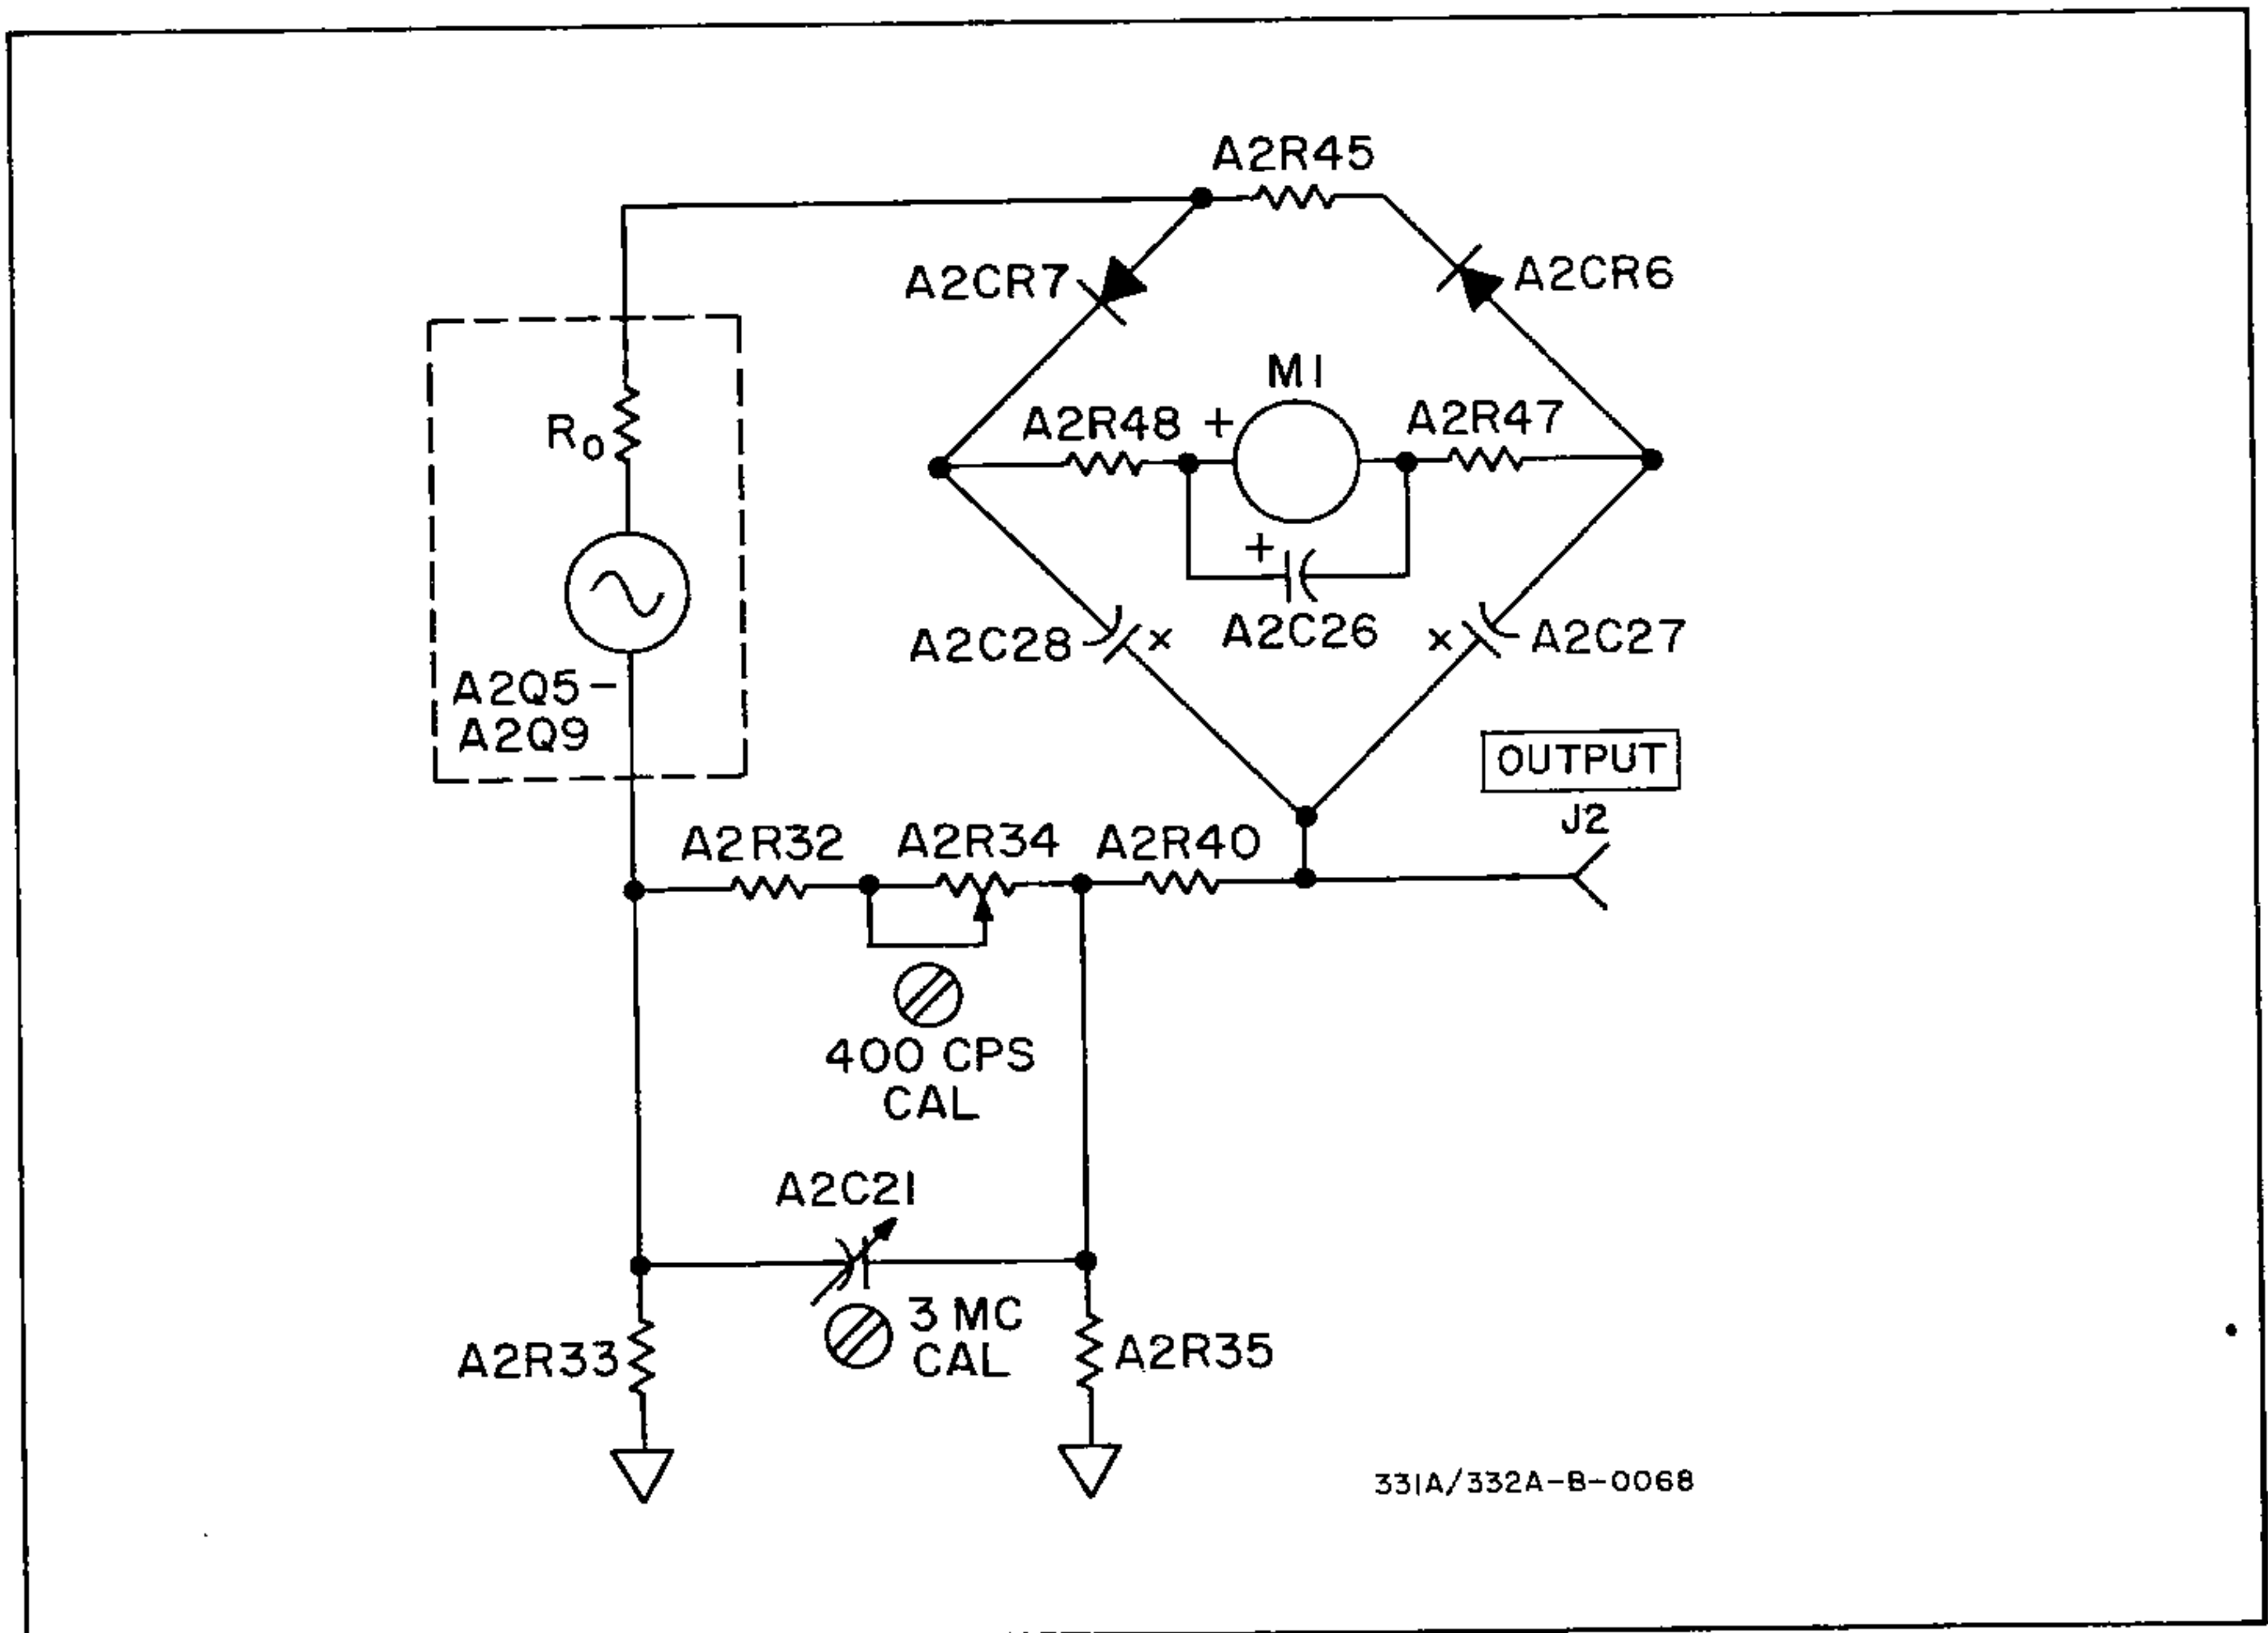 A2R45
A2CR7
A2CR6
M1
A2R48 +
A2R47
R0
+
A2C28
x
A2C26
x
A2C27
A2Q5-
A2Q9
OUTPUT
J2
A2R32
A2R34
A2R40
400 CPS
CAL
A2C21
3 MC
CAL
A2R33
A2R35
331A/332A-B-0068